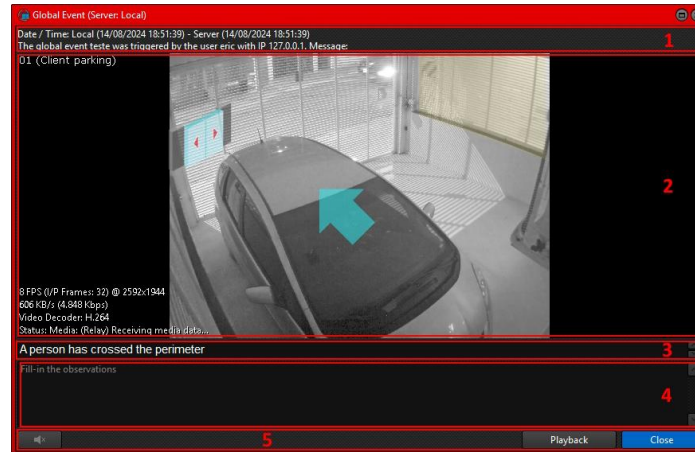 Global Event (Server: Local)
Date / Time: Local (14/08/2024 18:51:39) - Server (14/08/2024 18:51:39)
The global event teste was triggered by the user eric with IP 127.0.0.1. Message:
1
01 (Client parking)
2
8 FPS (I/P Frames: 32) @ 2592x1944
606 KB/s (4.848 Kbps)
Video Decoder: H.264
Status: Media: (Relay) Receiving media data...
A person has crossed the perimeter
3
Fill-in the observations
4
5
Playback
Close